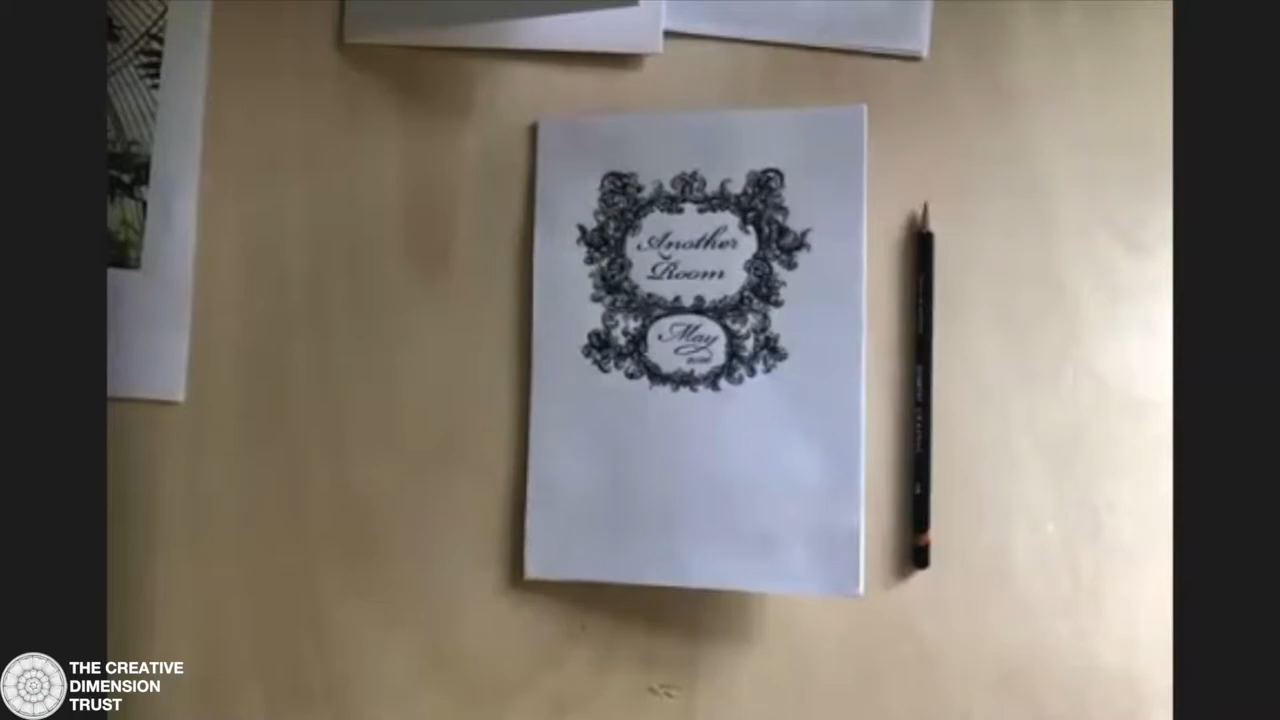 Another
Room
May
THE CREATIVE
DIMENSION
TRUST